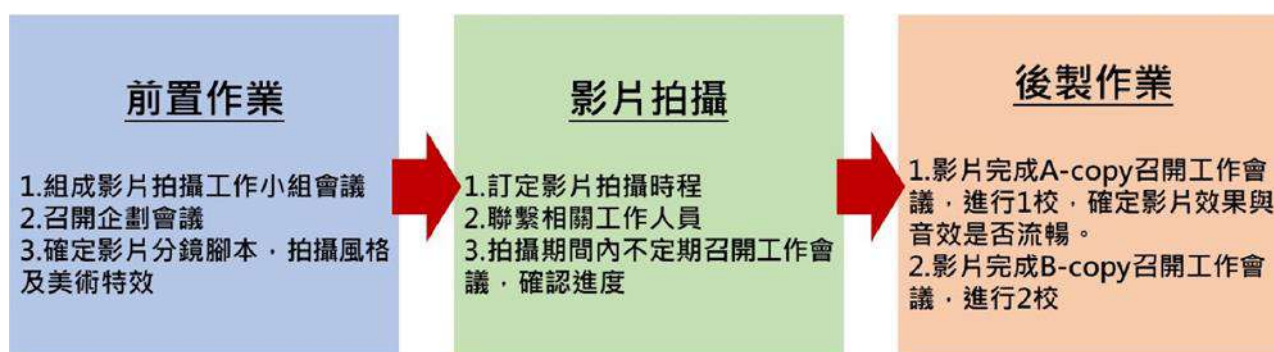 前置作業
1.組成影片拍攝工作小組會議
2.召開企劃會議
3.確定影片分鏡腳本，拍攝風格
及美術特效
影片拍攝
1.訂定影片拍攝時程
2.聯繫相關工作人員
3.拍攝期間內不定期召開工作會
議，確認進度
後製作業
1.影片完成A-copy召開工作會
議，進行1校，確定影片效果與
音效是否流暢。
2.影片完成B-copy召開工作會
議，進行2校